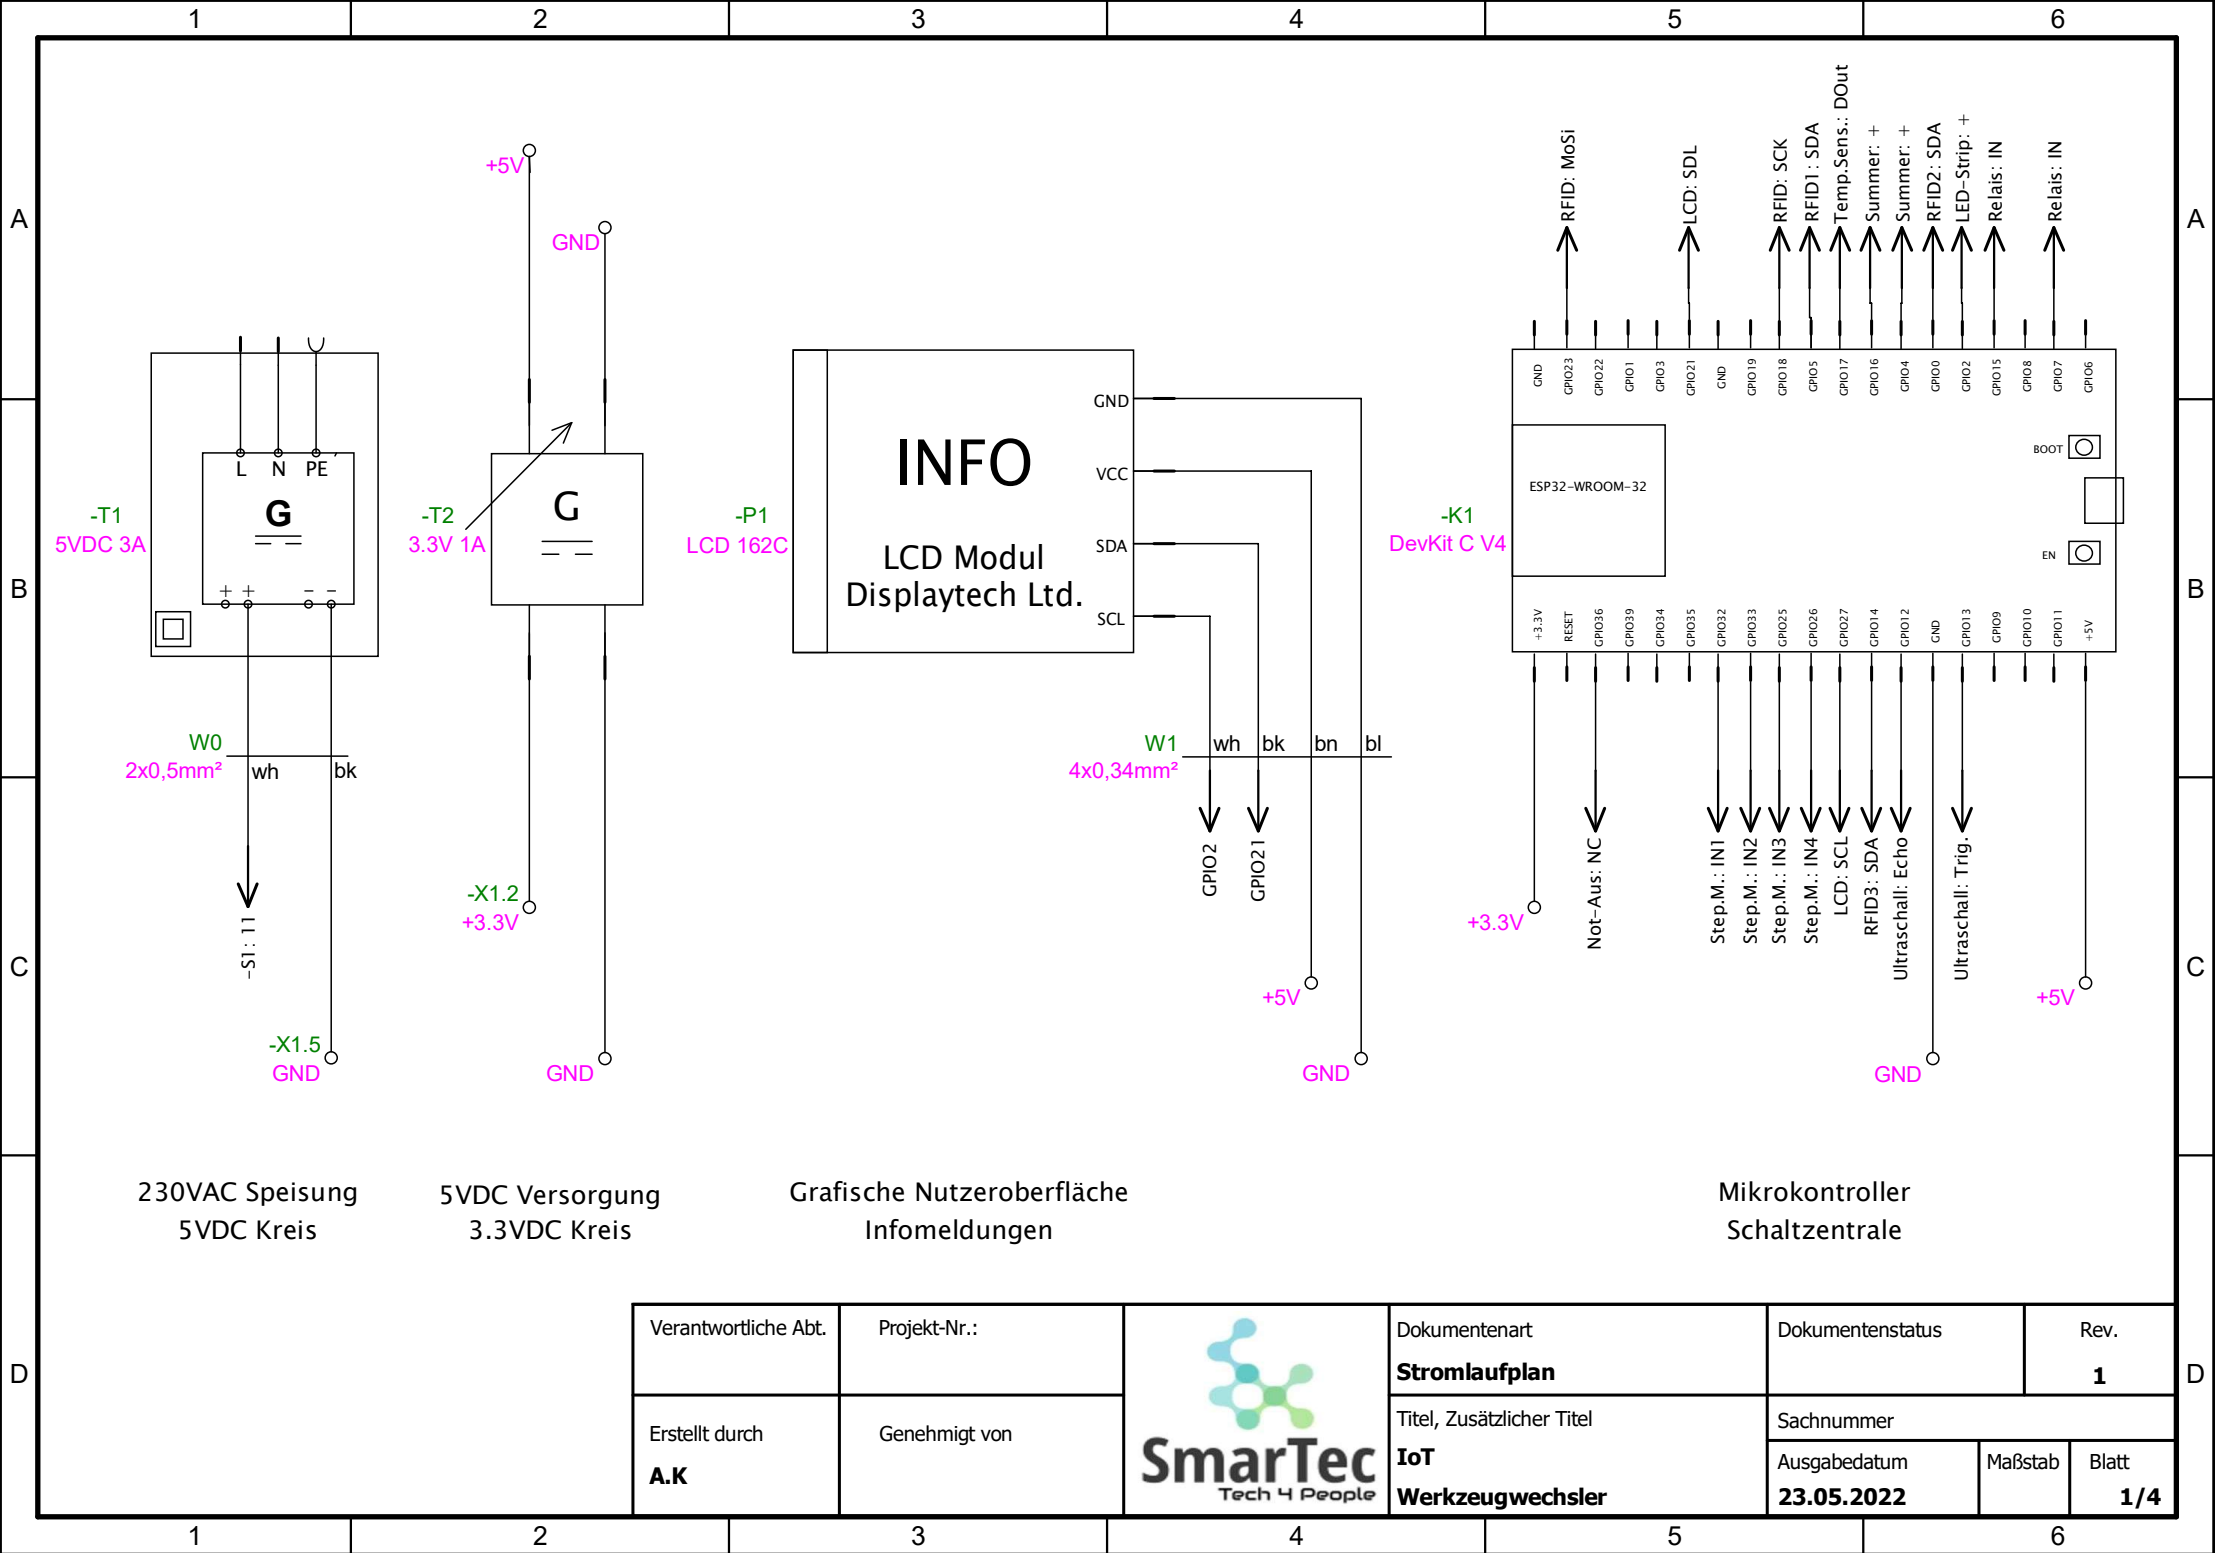 1 2 3 4 5 6
A A
B B
C C
D D
+5V
GND
L N PE
G
+ + - -
-T1
5VDC 3A
W0
2x0,5mm²
wh bk
-S1: 11
-X1.5
GND
230VAC Speisung
5VDC Kreis
G
-T2
3.3V 1A
-X1.2
+3.3V
GND
5VDC Versorgung
3.3VDC Kreis
-P1
LCD 162C
INFO
LCD Modul
Displaytech Ltd.
GND
VCC
SDA
SCL
W1
4x0,34mm²
wh bk bn bl
GPIO2
GPIO21
+5V
GND
Grafische Nutzeroberfläche
Infomeldungen
RFID: MoSi
LCD: SDL
RFID: SCK
RFID1: SDA
Temp.Sens.: DOut
Summer: +
Summer: +
RFID2: SDA
LED-Strip: +
Relais: IN
Relais: IN
GND GPIO23 GPIO22 GPIO1 GPIO3 GPIO21 GND GPIO19 GPIO18 GPIO5 GPIO17 GPIO16 GPIO4 GPIO0 GPIO2 GPIO15 GPIO8 GPIO7 GPIO6
BOOT
ESP32-WROOM-32
-K1
DevKit C V4
EN
+3.3V RESET GPIO36 GPIO39 GPIO34 GPIO35 GPIO32 GPIO33 GPIO25 GPIO26 GPIO27 GPIO14 GPIO12 GND GPIO13 GPIO9 GPIO10 GPIO11 +5V
+3.3V
Not-Aus: NC
Step.M.: IN1
Step.M.: IN2
Step.M.: IN3
Step.M.: IN4
LCD: SCL
RFID3: SDA
Ultraschall: Echo
Ultraschall: Trig.
GND
+5V
Mikrokontroller
Schaltzentrale
Verantwortliche Abt.
Projekt-Nr.:
Erstellt durch
A.K
Genehmigt von
SmarTec
Tech 4 People
Dokumentenart
Stromlaufplan
Titel, Zusätzlicher Titel
IoT
Werkzeugwechsler
Dokumentenstatus
Rev.
1
Sachnummer
Ausgabedatum
23.05.2022
Maßstab
Blatt
1/4
1 2 3 4 5 6